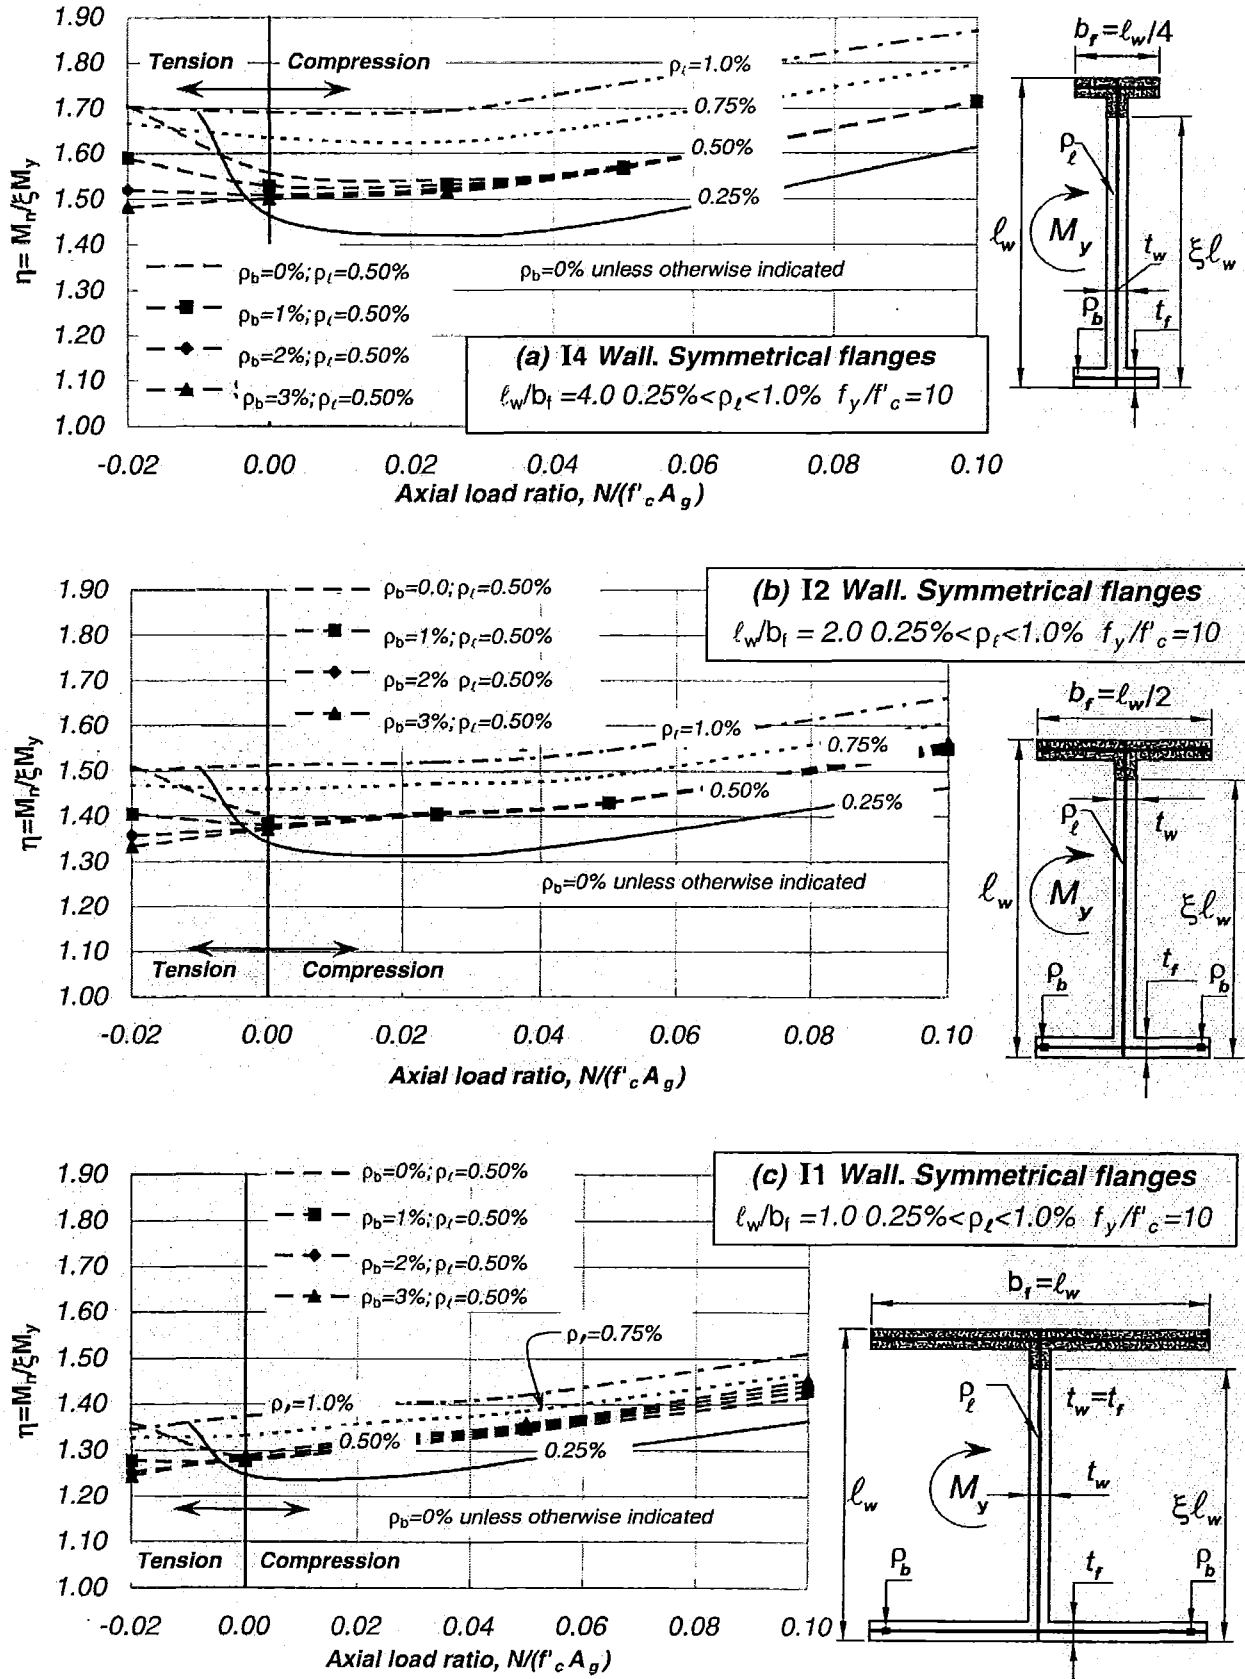 1.90
1.80
1.70
1.60
1.50
1.40
1.30
1.20
1.10
1.00
η= Mn/ξMy
Tension
Compression
ρℓ=1.0%
0.75%
0.50%
0.25%
ρb=0% unless otherwise indicated
ρb=0%; ρℓ=0.50%
ρb=1%; ρℓ=0.50%
ρb=2%; ρℓ=0.50%
ρb=3%; ρℓ=0.50%
(a) I4 Wall. Symmetrical flanges
ℓw/bf =4.0 0.25%<ρℓ<1.0% fy/f'c=10
-0.02 0.00 0.02 0.04 0.06 0.08 0.10
Axial load ratio, N/(f'c Ag)
bf=ℓw/4
ρℓ
My
ℓw
tw
ξℓw
ρb
tf
1.90
1.80
1.70
1.60
1.50
1.40
1.30
1.20
1.10
1.00
η=Mn/ξMy
ρb=0.0; ρℓ=0.50%
ρb=1%; ρℓ=0.50%
ρb=2% ρℓ=0.50%
ρb=3%; ρℓ=0.50%
(b) I2 Wall. Symmetrical flanges
ℓw/bf = 2.0 0.25%<ρℓ<1.0% fy/f'c=10
ρℓ=1.0%
0.75%
0.50%
0.25%
ρb=0% unless otherwise indicated
Tension
Compression
-0.02 0.00 0.02 0.04 0.06 0.08 0.10
Axial load ratio, N/(f'c Ag)
bf=ℓw/2
ρℓ
tw
ℓw
My
ξℓw
ρb
tf
ρb
1.90
1.80
1.70
1.60
1.50
1.40
1.30
1.20
1.10
1.00
η=Mn/ξMy
ρb=0%; ρℓ=0.50%
ρb=1%; ρℓ=0.50%
ρb=2%; ρℓ=0.50%
ρb=3%; ρℓ=0.50%
(c) I1 Wall. Symmetrical flanges
ℓw/bf =1.0 0.25%<ρℓ<1.0% fy/f'c=10
ρℓ=0.75%
ρℓ=1.0%
0.50%
0.25%
ρb=0% unless otherwise indicated
Tension
Compression
-0.02 0.00 0.02 0.04 0.06 0.08 0.10
Axial load ratio, N/(f'c Ag)
bf=ℓw
ρℓ
tw=tf
ℓw
My
tw
ξℓw
ρb
tf
ρb